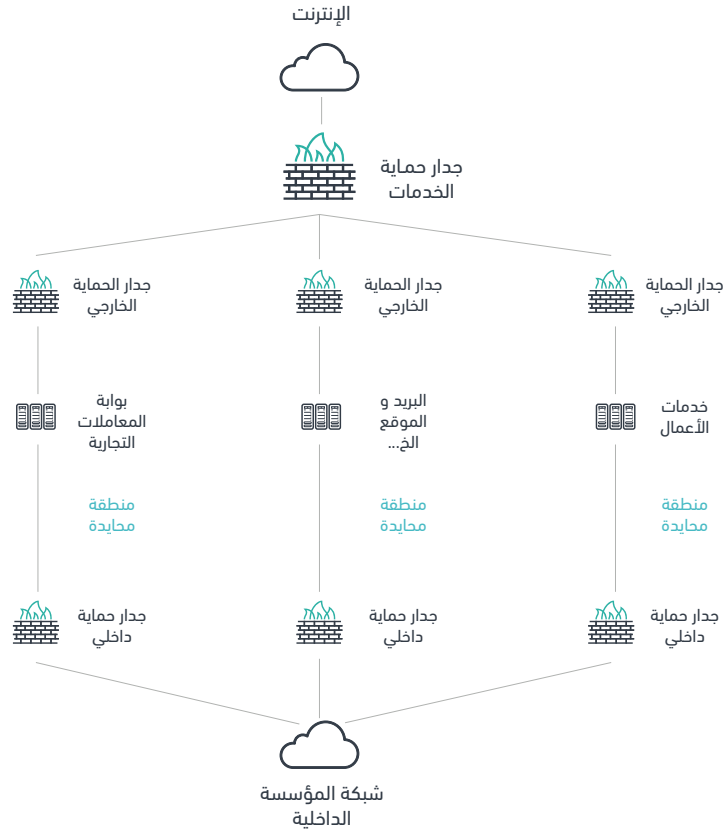 الإنترنت
جدار حماية
الخدمات
جدار الحماية
الخارجي
جدار الحماية
الخارجي
جدار الحماية
الخارجي
خدمات
الأعمال
البريد و
الموقع
الخ...
بوابة
المعاملات
التجارية
منطقة
محايدة
منطقة
محايدة
منطقة
محايدة
جدار حماية
داخلي
جدار حماية
داخلي
جدار حماية
داخلي
شبكة المؤسسة
الداخلية